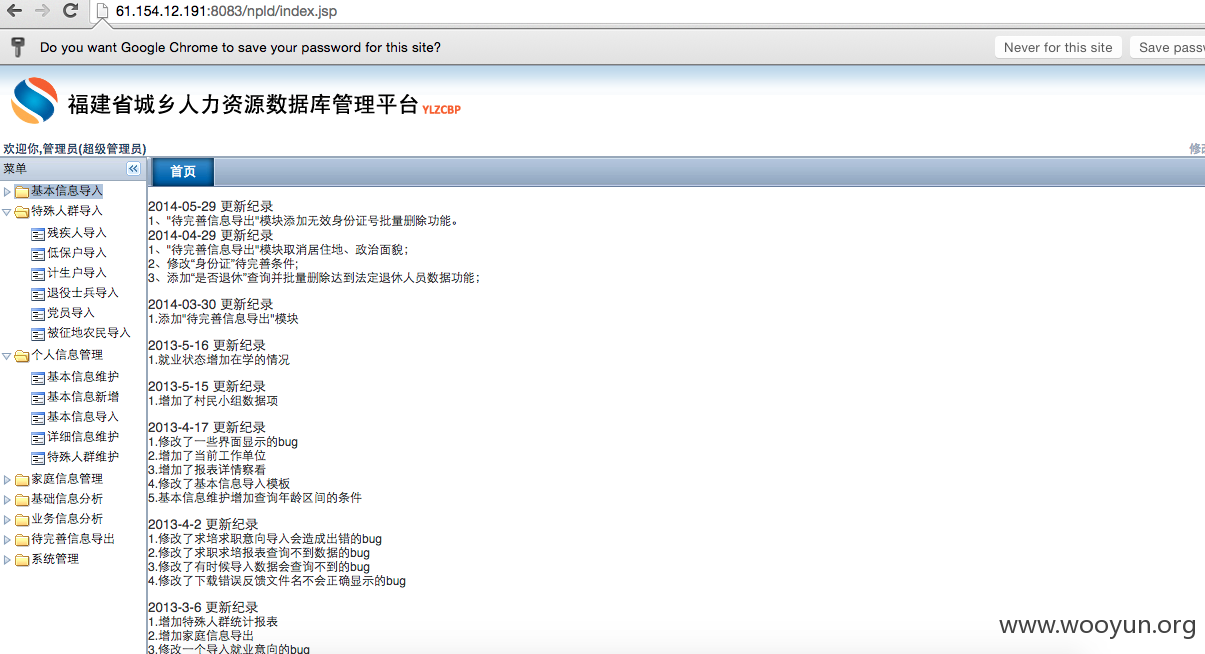 61.154.12.191:8083/npld/index.jsp
Do you want Google Chrome to save your password for this site?
Never for this site
Save passw
福建省城乡人力资源数据库管理平台 YLZCBP
欢迎你,管理员(超级管理员)
修改
菜单
首页
基本信息导入
特殊人群导入
残疾人导入
低保户导入
计生户导入
退役士兵导入
党员导入
被征地农民导入
个人信息管理
基本信息维护
基本信息新增
基本信息导入
详细信息维护
特殊人群维护
家庭信息管理
基础信息分析
业务信息分析
待完善信息导出
系统管理
2014-05-29 更新纪录
1、"待完善信息导出"模块添加无效身份证号批量删除功能。
2014-04-29 更新纪录
1、"待完善信息导出"模块取消居住地、政治面貌；
2、修改“身份证”待完善条件；
3、添加“是否退休”查询并批量删除达到法定退休人员数据功能；
2014-03-30 更新纪录
1.添加"待完善信息导出"模块
2013-5-16 更新纪录
1.就业状态增加在学的情况
2013-5-15 更新纪录
1.增加了村民小组数据项
2013-4-17 更新纪录
1.修改了一些界面显示的bug
2.增加了当前工作单位
3.增加了报表详情察看
4.修改了基本信息导入模板
5.基本信息维护增加查询年龄区间的条件
2013-4-2 更新纪录
1.修改了求培求职意向导入会造成出错的bug
2.修改了求职求培报表查询不到数据的bug
3.修改了有时候导入数据会查询不到的bug
4.修改了下载错误反馈文件名不会正确显示的bug
2013-3-6 更新纪录
1.增加特殊人群统计报表
2.增加家庭信息导出
3.修改一个导入就业意向的bug
www.wooyun.org